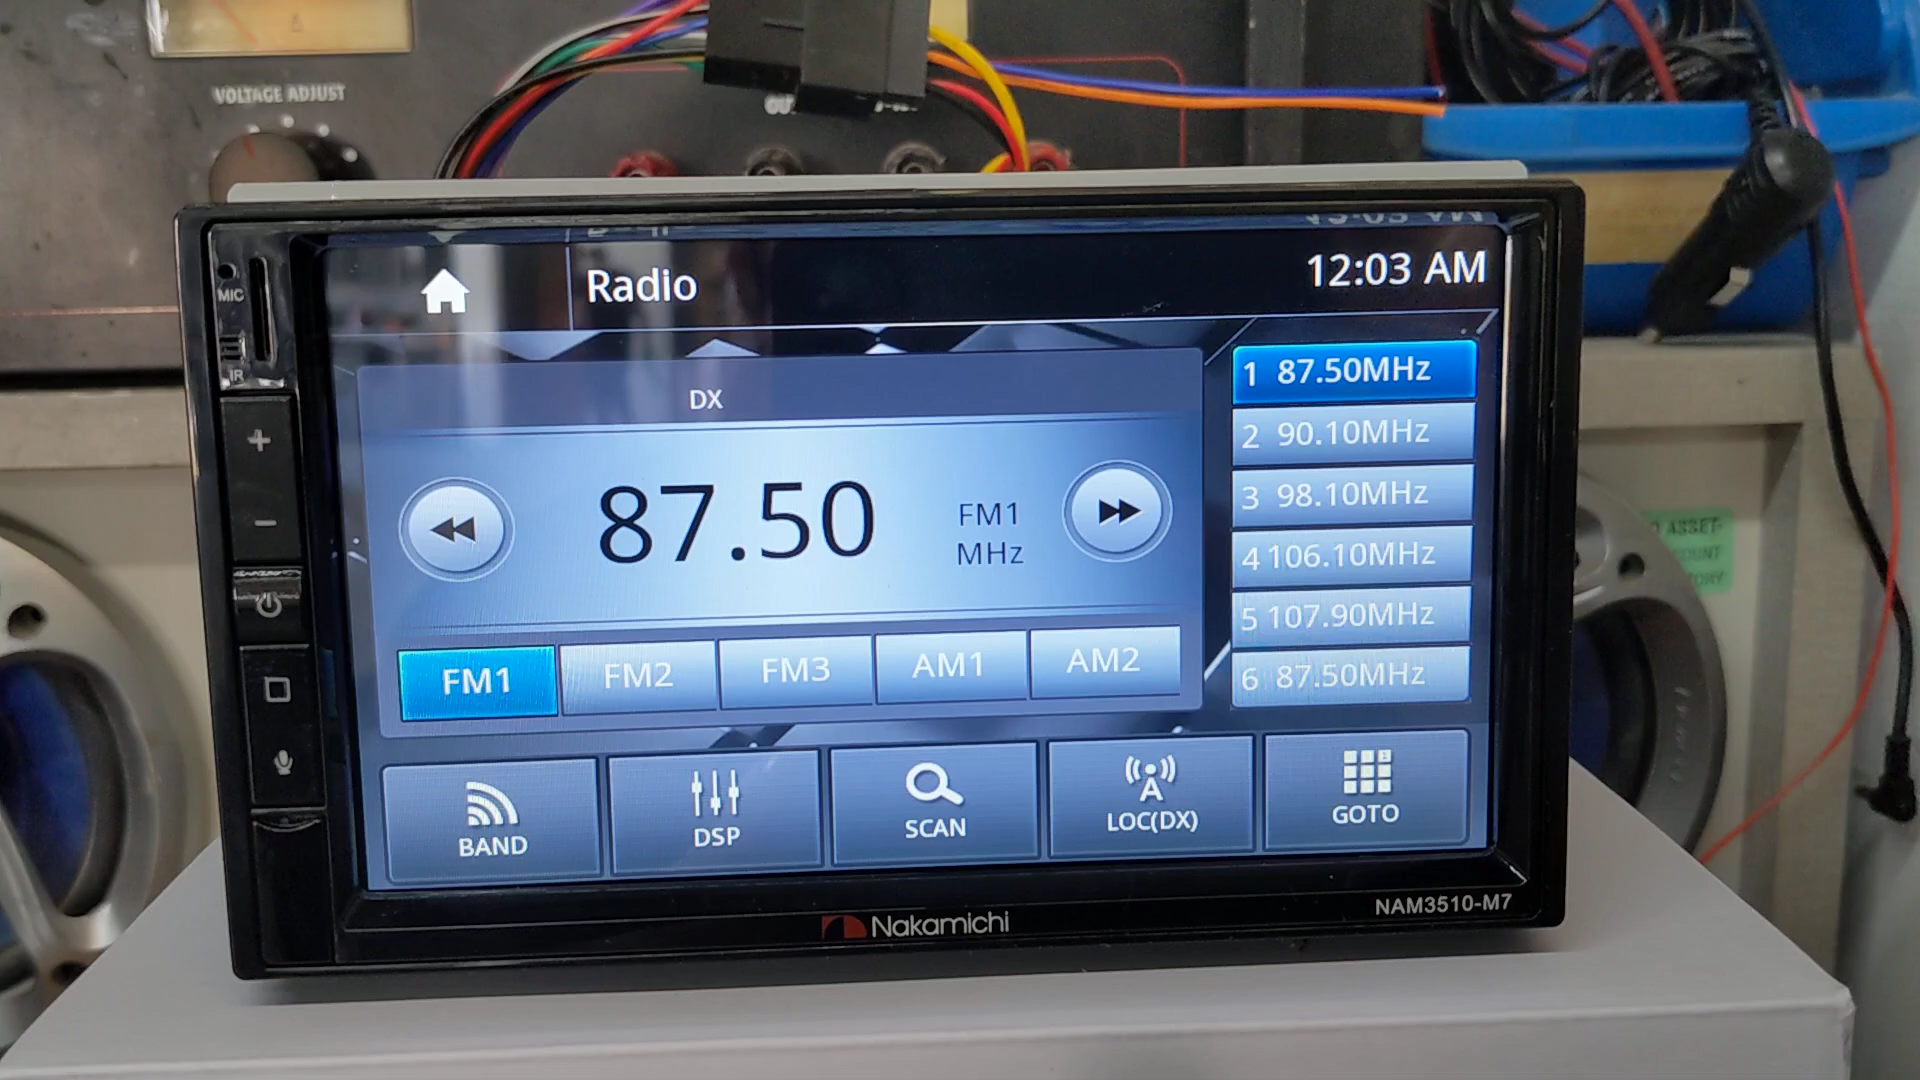 VOLTAGE ADJUST
MIC
IR
Radio
12:03 AM
DX
87.50
FM1
MHz
FM1
FM2
FM3
AM1
AM2
1 87.50MHz
2 90.10MHz
3 98.10MHz
4 106.10MHz
5 107.90MHz
6 87.50MHz
BAND
DSP
SCAN
LOC(DX)
GOTO
Nakamichi
NAM3510-M7
ASSET-